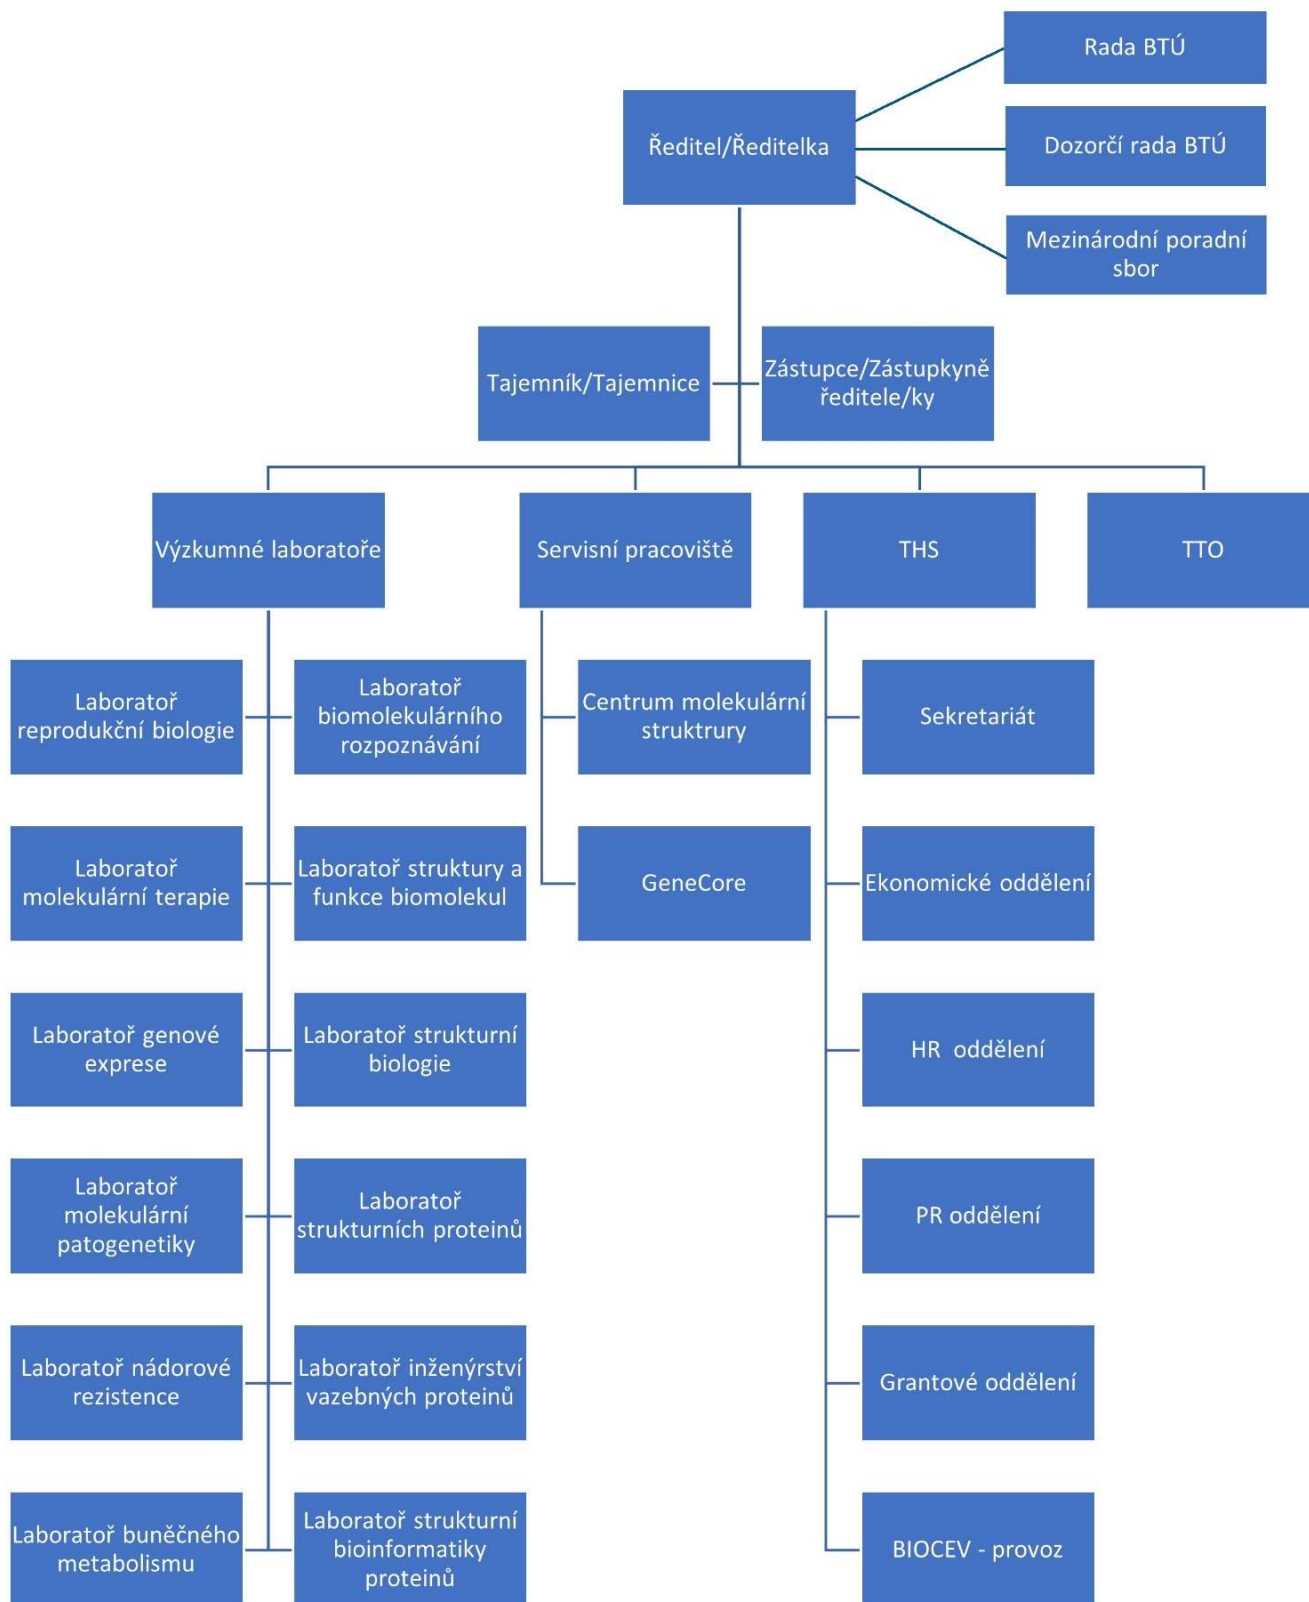 Rada BTÚ
Ředitel/Ředitelka
Dozorčí rada BTÚ
Mezinárodní poradní
sbor
Tajemník/Tajemnice
Zástupce/Zástupkyně
ředitele/ky
Výzkumné laboratoře
Servisní pracoviště
THS
TTO
Laboratoř
reprodukční biologie
Laboratoř
biomolekulárního
rozpoznávání
Centrum molekulární
struktrury
Sekretariát
Laboratoř
molekulární terapie
Laboratoř struktury a
funkce biomolekul
GeneCore
Ekonomické oddělení
Laboratoř genové
exprese
Laboratoř strukturní
biologie
HR  oddělení
Laboratoř
molekulární
patogenetiky
Laboratoř
strukturních proteinů
PR oddělení
Laboratoř nádorové
rezistence
Laboratoř inženýrství
vazebných proteinů
Grantové oddělení
Laboratoř buněčného
metabolismu
Laboratoř strukturní
bioinformatiky
proteinů
BIOCEV - provoz